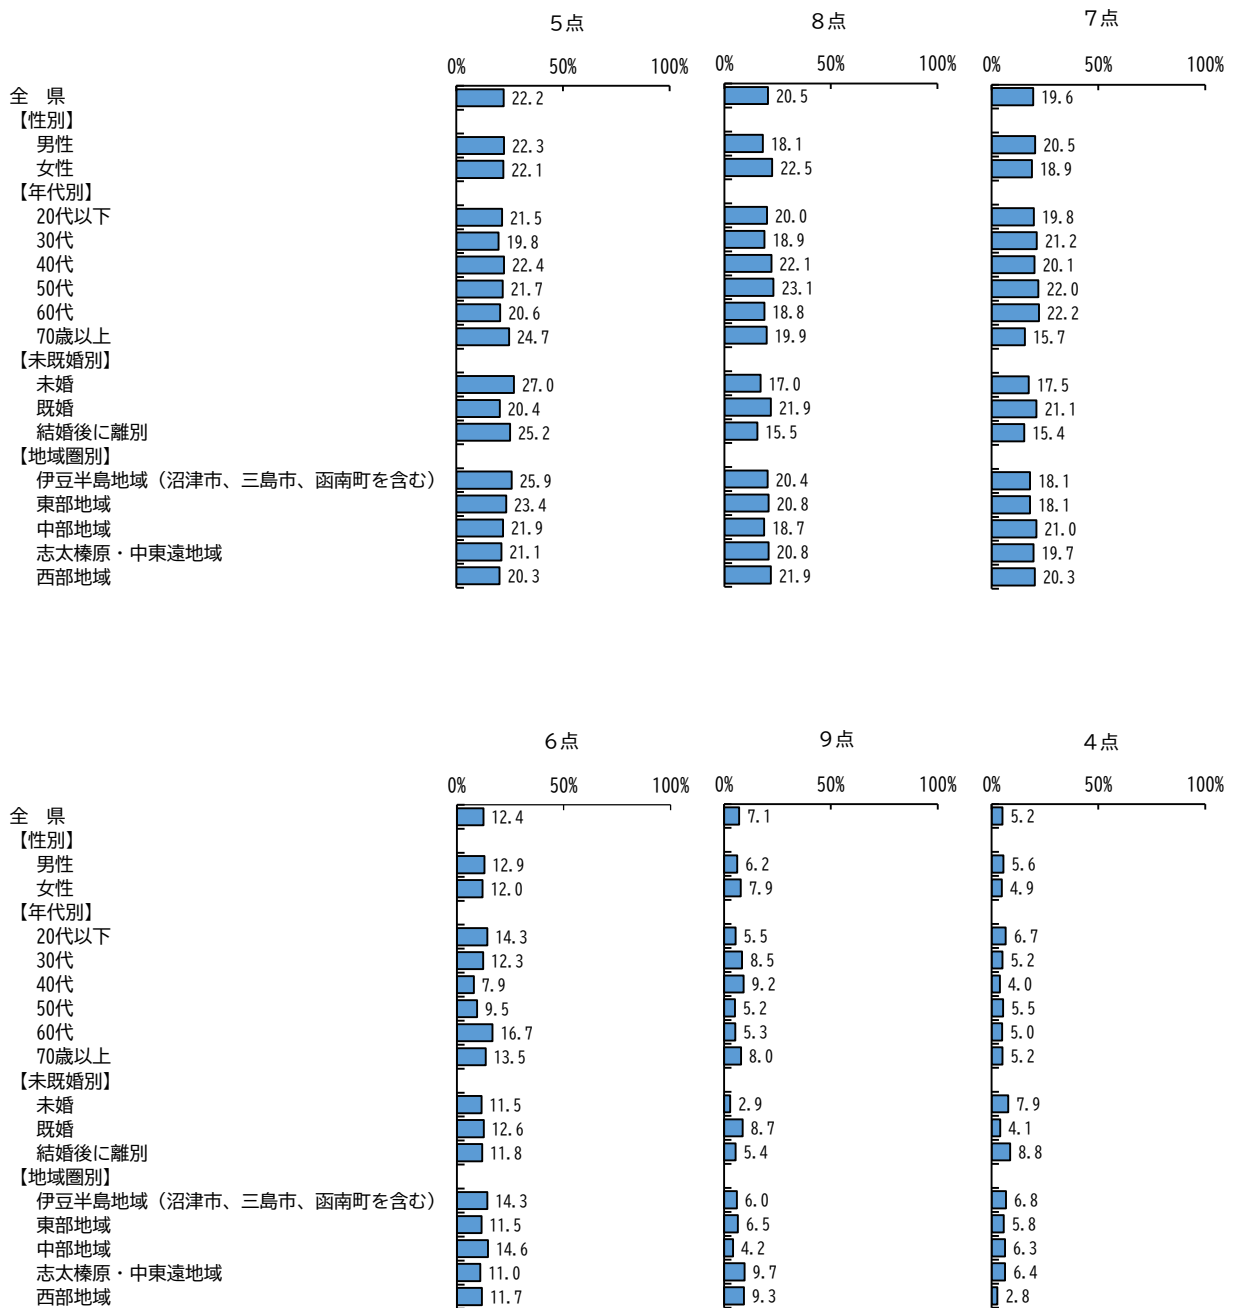 5点 8点 7点
0% 50% 100% 0% 50% 100% 0% 50% 100%
全 県 22.2 20.5 19.6
【性別】
男性 22.3 18.1 20.5
女性 22.1 22.5 18.9
【年代別】
20代以下 21.5 20.0 19.8
30代 19.8 18.9 21.2
40代 22.4 22.1 20.1
50代 21.7 23.1 22.0
60代 20.6 18.8 22.2
70歳以上 24.7 19.9 15.7
【未既婚別】
未婚 27.0 17.0 17.5
既婚 20.4 21.9 21.1
結婚後に離別 25.2 15.5 15.4
【地域圏別】
伊豆半島地域（沼津市、三島市、函南町を含む） 25.9 20.4 18.1
東部地域 23.4 20.8 18.1
中部地域 21.9 18.7 21.0
志太榛原・中東遠地域 21.1 20.8 19.7
西部地域 20.3 21.9 20.3
6点 9点 4点
0% 50% 100% 0% 50% 100% 0% 50% 100%
全 県 12.4 7.1 5.2
【性別】
男性 12.9 6.2 5.6
女性 12.0 7.9 4.9
【年代別】
20代以下 14.3 5.5 6.7
30代 12.3 8.5 5.2
40代 7.9 9.2 4.0
50代 9.5 5.2 5.5
60代 16.7 5.3 5.0
70歳以上 13.5 8.0 5.2
【未既婚別】
未婚 11.5 2.9 7.9
既婚 12.6 8.7 4.1
結婚後に離別 11.8 5.4 8.8
【地域圏別】
伊豆半島地域（沼津市、三島市、函南町を含む） 14.3 6.0 6.8
東部地域 11.5 6.5 5.8
中部地域 14.6 4.2 6.3
志太榛原・中東遠地域 11.0 9.7 6.4
西部地域 11.7 9.3 2.8